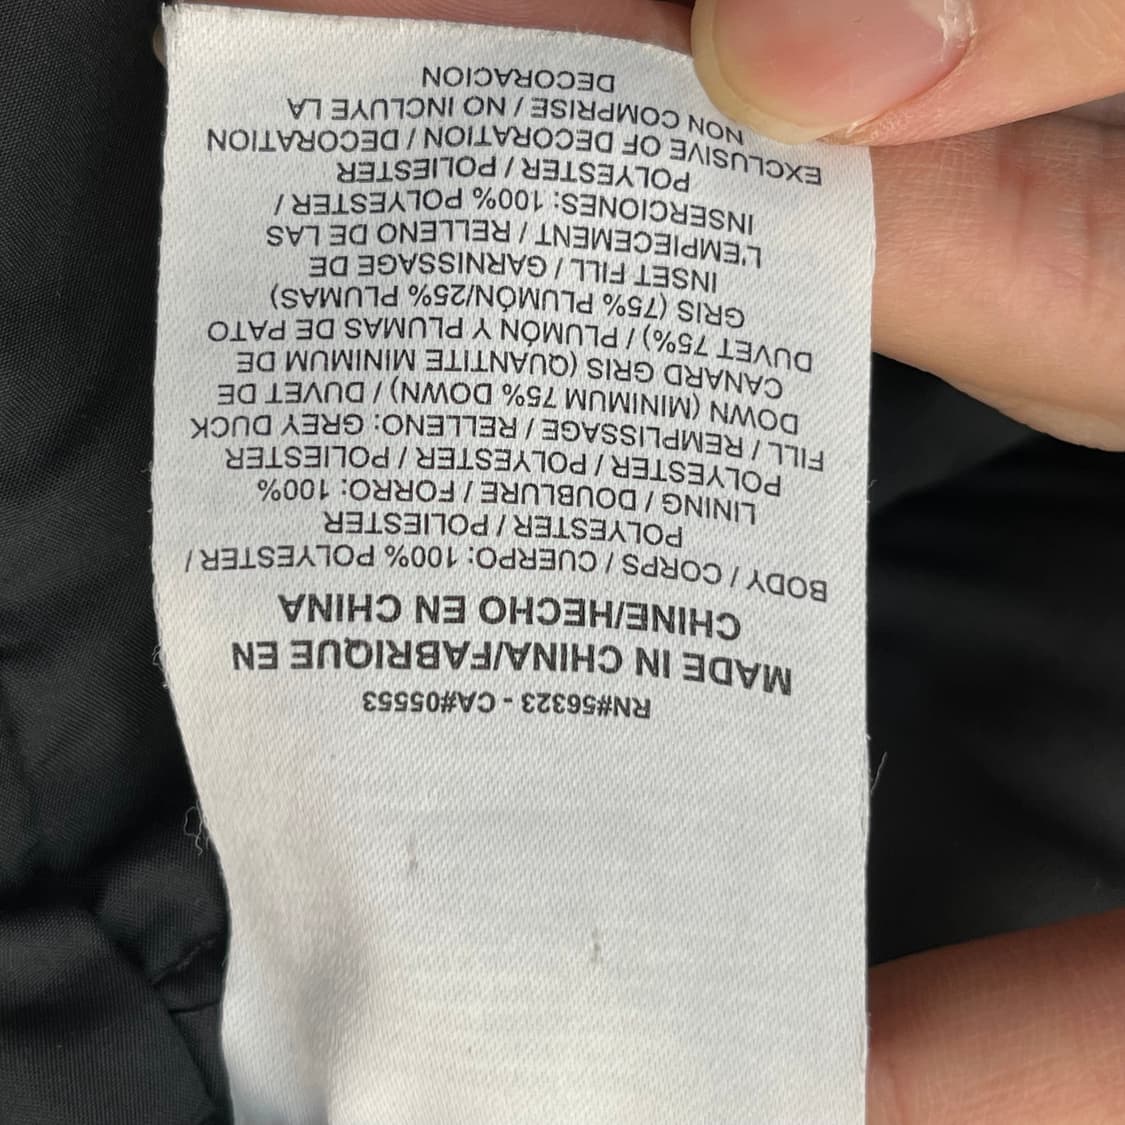 RN#56323 - CA#05553
MADE IN CHINA/FABRIQUE EN
CHINE/HECHO EN CHINA
BODY / CORPS / CUERPO: 100% POLYESTER /
POLYESTER / POLIESTER
LINING / DOUBLURE / FORRO: 100%
POLYESTER / POLYESTER / POLIESTER
FILL / REMPLISSAGE / RELLENO: GREY DUCK
DOWN (MINIMUM 75% DOWN) / DUVET DE
CANARD GRIS (QUANTITE MINIMUM DE
DUVET 75%) / PLUMÓN Y PLUMAS DE PATO
GRIS (75% PLUMÓN/25% PLUMAS)
INSET FILL / GARNISSAGE DE
L'EMPIECEMENT / RELLENO DE LAS
INSERCIONES: 100% POLYESTER /
POLYESTER / POLIESTER
EXCLUSIVE OF DECORATION / DECORATION
NON COMPRISE / NO INCLUYE LA
DECORACION